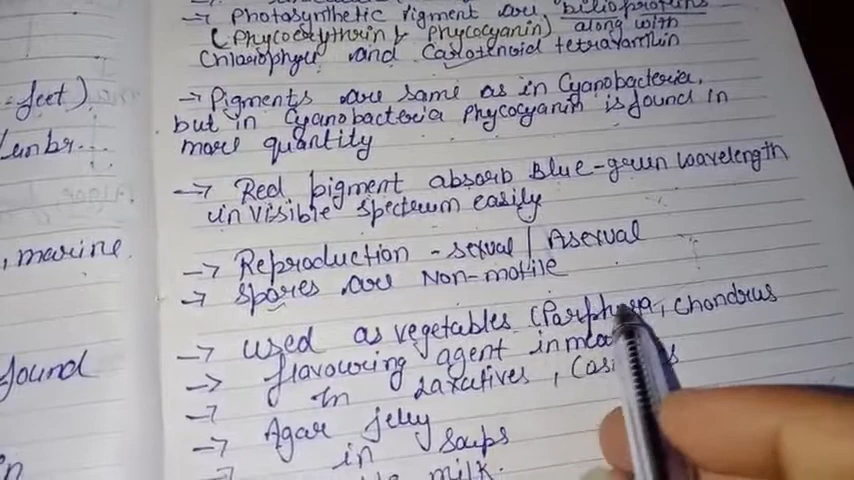 → Photosynthetic pigment are bilioproteins
(Phycoerythrin & Phycocyanin) along with
Chlorophyll and Carotenoid tetraxanthin
→ Pigments are same as in Cyanobacteria,
but in Cyanobacteria Phycocyanin is found in
more quantity
→ Red pigment absorb Blue-green wavelength
in visible spectrum easily
→ Reproduction - sexual / Asexual
→ spores are Non-motile
→ used as vegetables (Porphyra, Chondrus
→ flavouring agent in
→ In Laxatives,
→ Agar Jelly
→ in soups
milk.
feet)
, marine
found